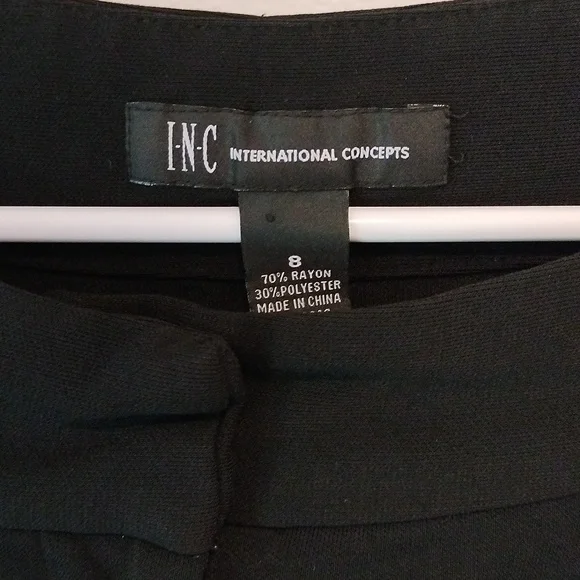 I-N-C INTERNATIONAL CONCEPTS
8
70% RAYON
30% POLYESTER
MADE IN CHINA